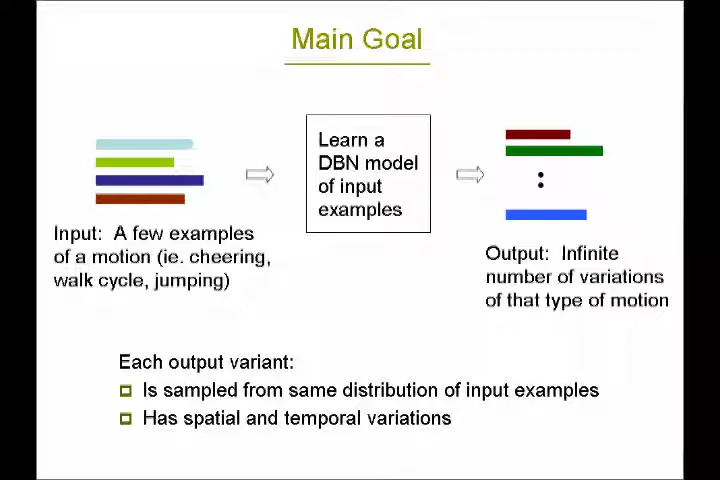 Main Goal
Learn a
DBN model
of input
examples
Input:  A few examples
of a motion (ie. cheering,
walk cycle, jumping)
Output:  Infinite
number of variations
of that type of motion
Each output variant:
Is sampled from same distribution of input examples
Has spatial and temporal variations